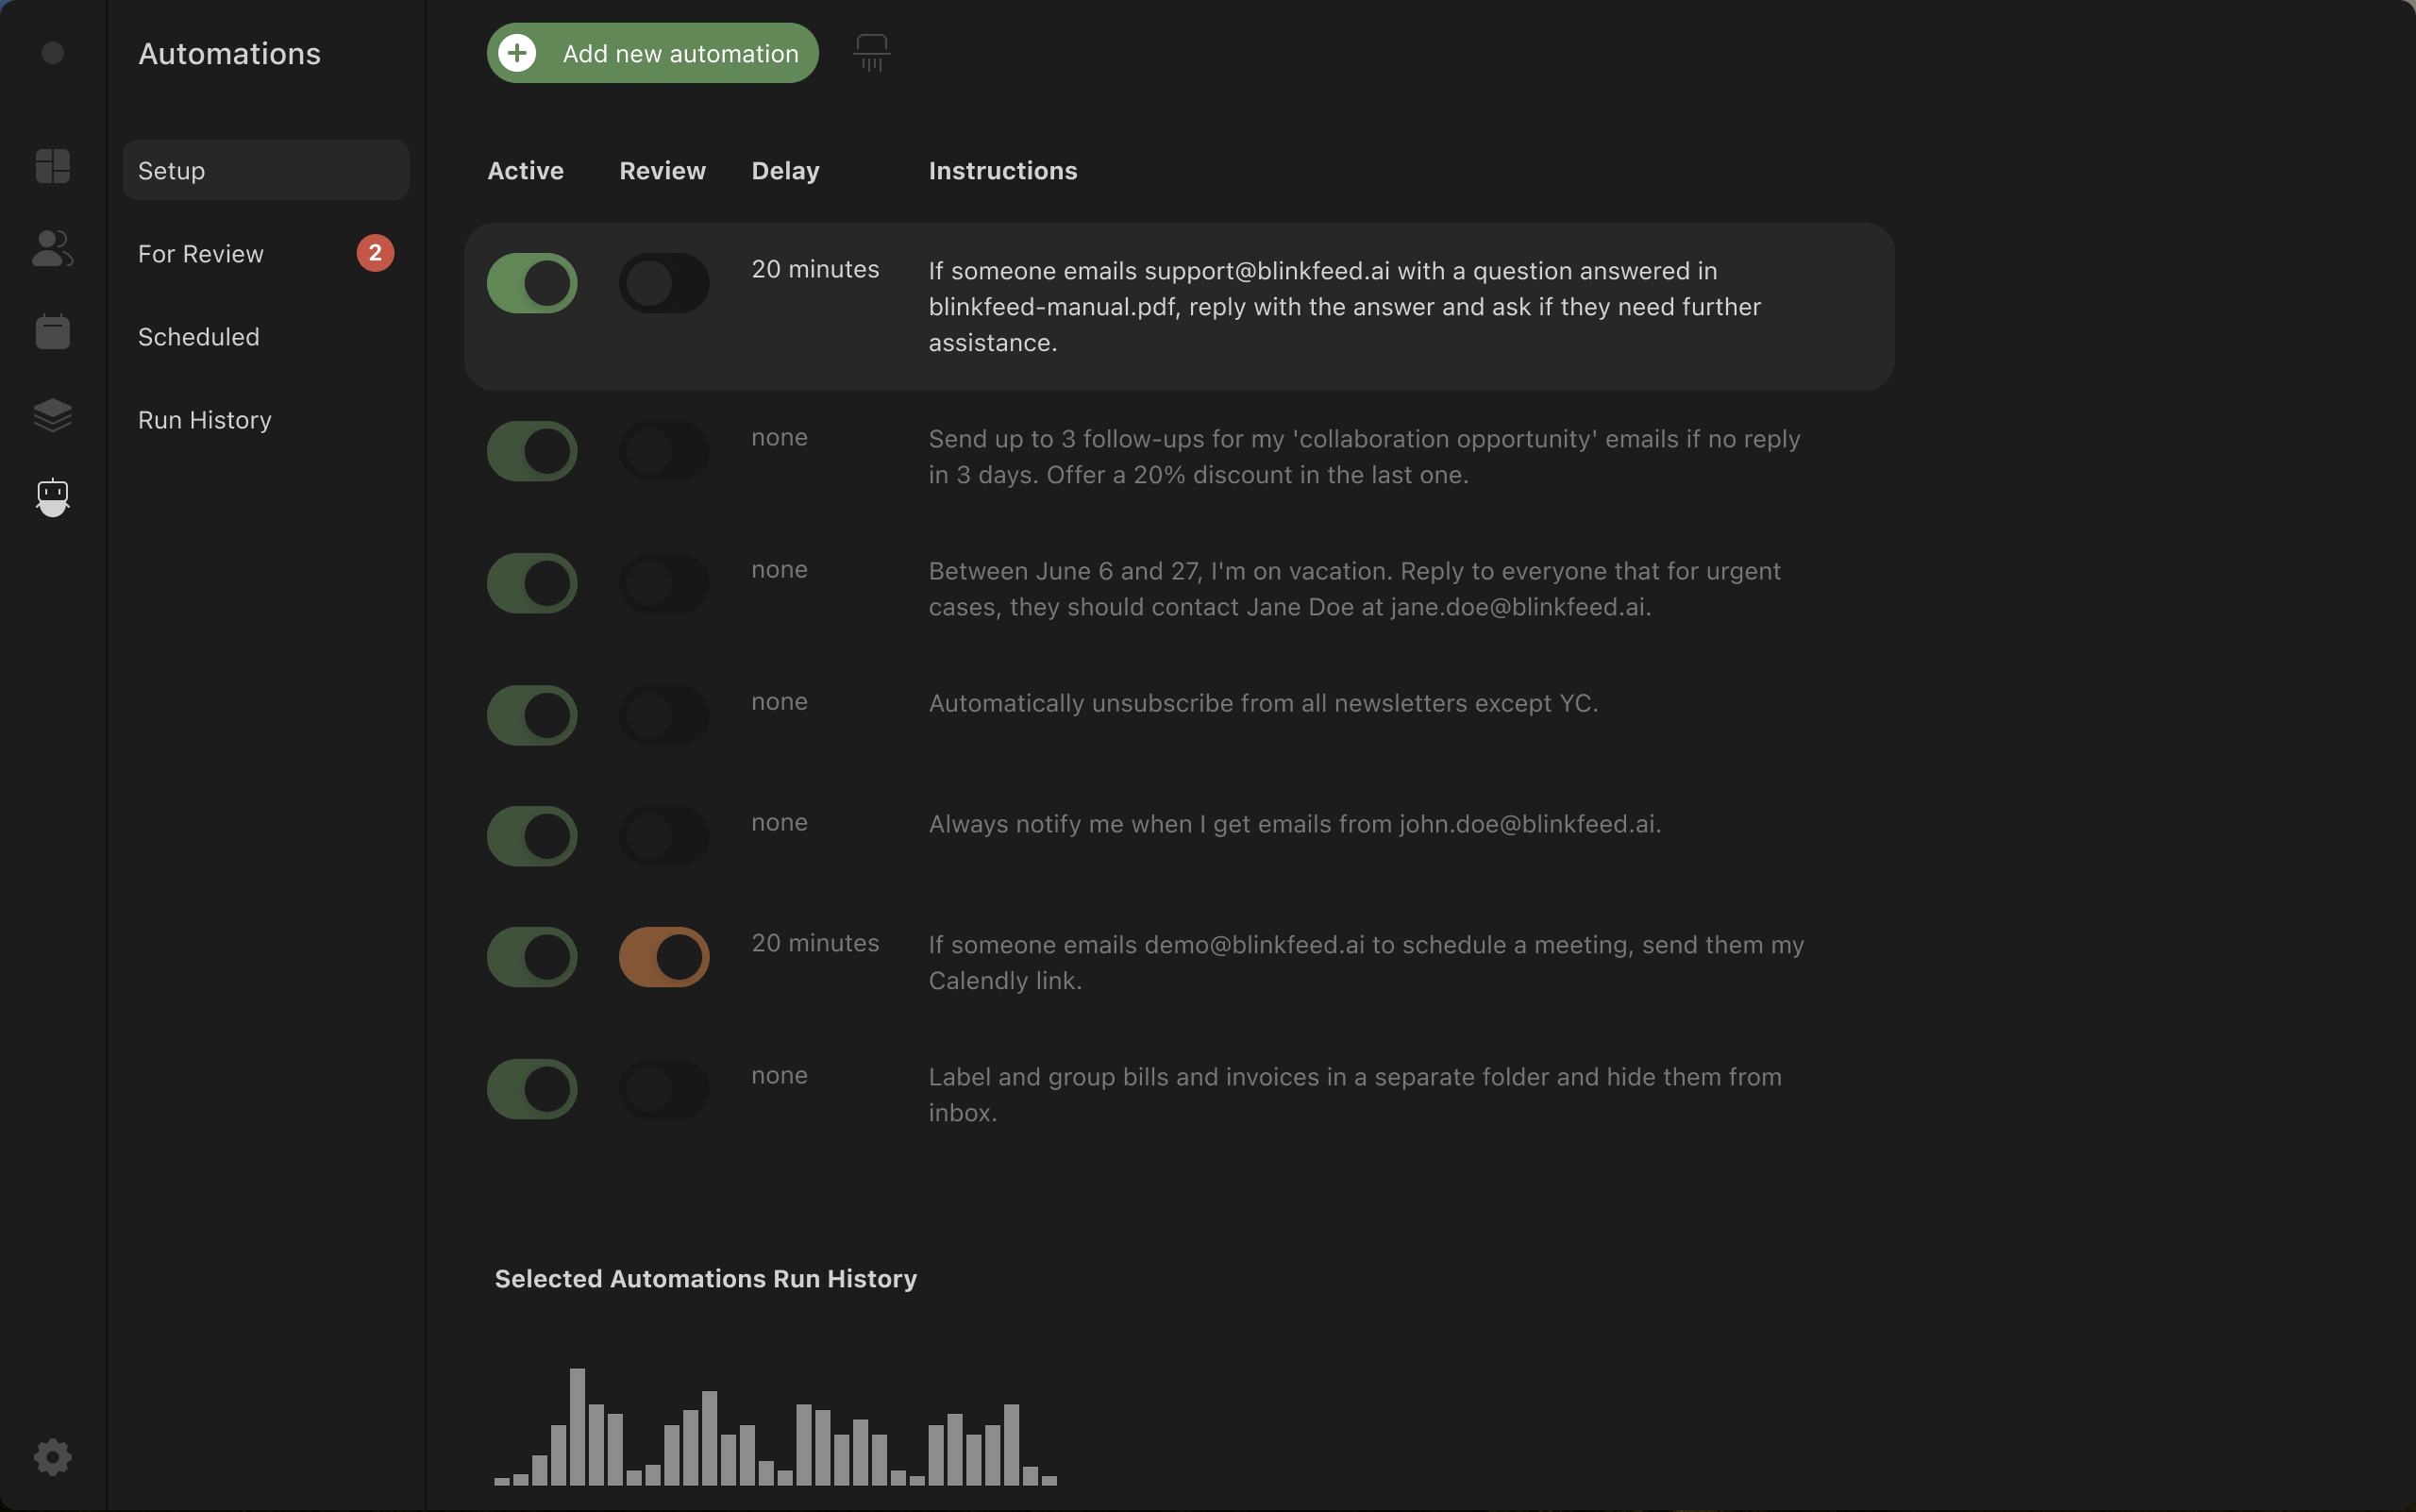 Automations
Setup
For Review
2
Scheduled
Run History
Add new automation
Active Review Delay Instructions
20 minutes
If someone emails support@blinkfeed.ai with a question answered in
blinkfeed-manual.pdf, reply with the answer and ask if they need further
assistance.
none
Send up to 3 follow-ups for my 'collaboration opportunity' emails if no reply
in 3 days. Offer a 20% discount in the last one.
none
Between June 6 and 27, I'm on vacation. Reply to everyone that for urgent
cases, they should contact Jane Doe at jane.doe@blinkfeed.ai.
none
Automatically unsubscribe from all newsletters except YC.
none
Always notify me when I get emails from john.doe@blinkfeed.ai.
20 minutes
If someone emails demo@blinkfeed.ai to schedule a meeting, send them my
Calendly link.
none
Label and group bills and invoices in a separate folder and hide them from
inbox.
Selected Automations Run History